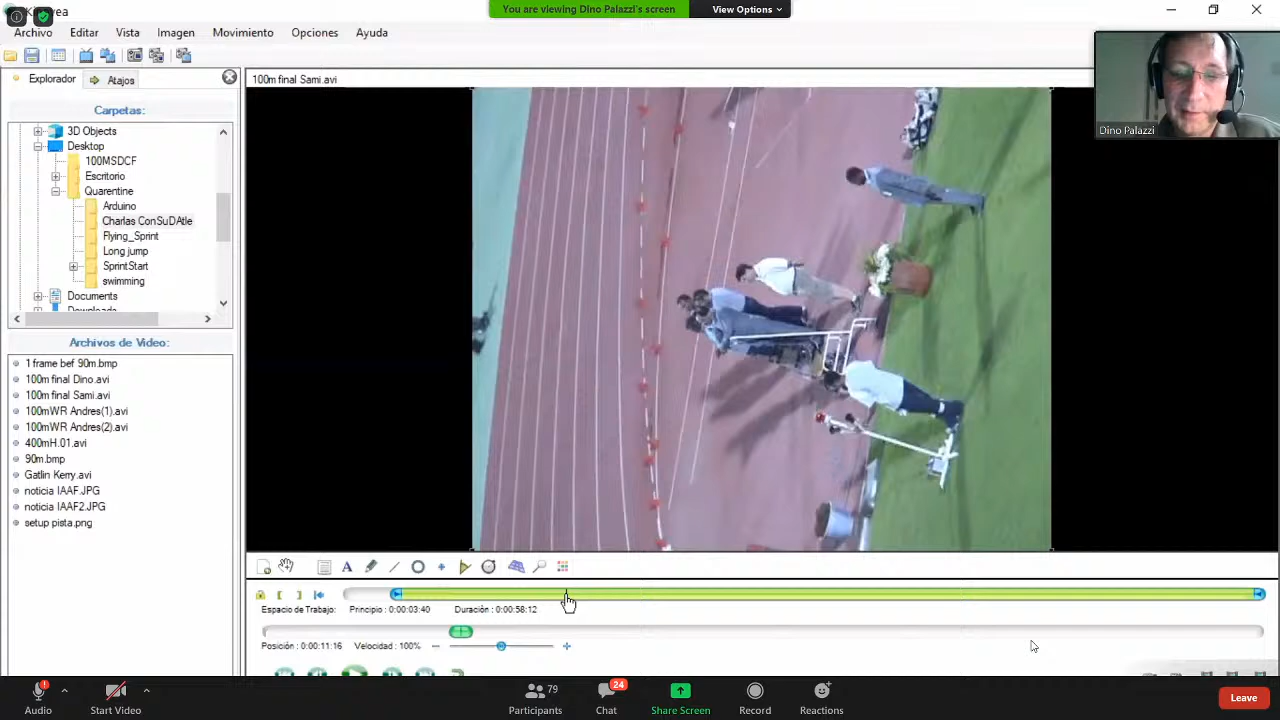 You are viewing Dino Palazzi's screen
View Options
Archivo Editar Vista Imagen Movimiento Opciones Ayuda
Explorador Atajos
100m final Sami.avi
Dino Palazzi
Carpetas:
3D Objects
Desktop
100MSDCF
Escritorio
Quarentine
Arduino
Charlas ConSuDAtle
Flying_Sprint
Long jump
SprintStart
swimming
Documents
Archivos de Video:
1 frame bef 90m.bmp
100m final Dino.avi
100m final Sami.avi
100mWR Andres(1).avi
100mWR Andres(2).avi
400mH.01.avi
90m.bmp
Gatlin Kerry.avi
noticia IAAF.JPG
noticia IAAF2.JPG
setup pista.png
Espacio de Trabajo: Principio : 0:00:03:40 Duración : 0:00:58:12
Posición : 0:00:11:16 Velocidad : 100%
Audio
Start Video
79
Participants
24
Chat
Share Screen
Record
Reactions
Leave